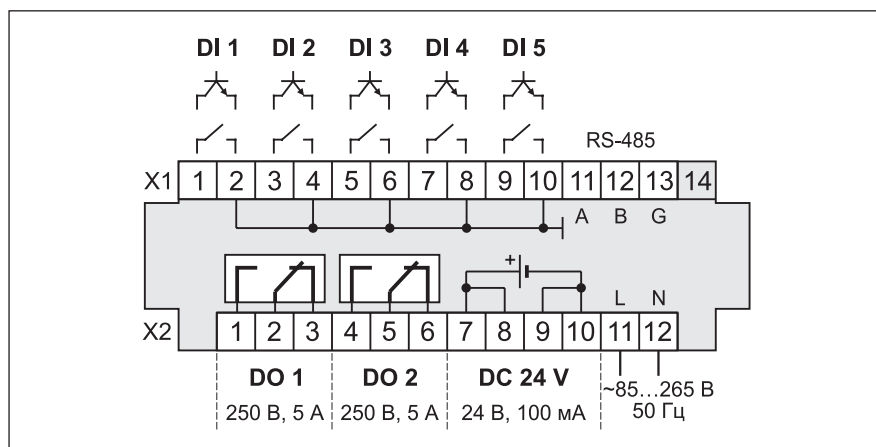 DI 1 DI 2 DI 3 DI 4 DI 5
RS-485
X1 1 2 3 4 5 6 7 8 9 10 11 12 13 14
A B G
+
L N
X2 1 2 3 4 5 6 7 8 9 10 11 12
DO 1 DO 2 DC 24 V ~85...265 В
250 В, 5 А 250 В, 5 А 24 В, 100 мА 50 Гц